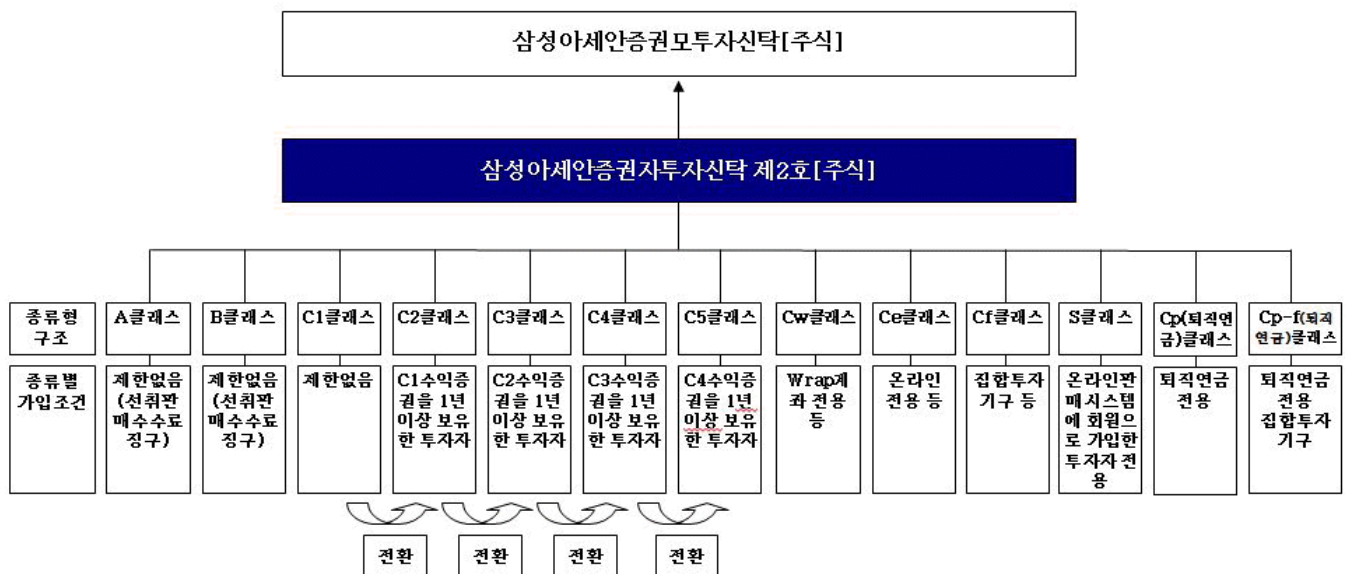 삼성아세안증권모투자신탁[주식]
삼성아세안증권자투자신탁 제2호[주식]
종류형
구조
A클래스
B클래스
C1클래스
C2클래스
C3클래스
C4클래스
C5클래스
Cw클래스
Ce클래스
Cf클래스
S클래스
Cp(퇴직연
금)클래스
Cp-f(퇴직
연금)클래스
종류별
가입조건
제한없음
(선취판
매수수료
징구)
제한없음
(선취판
매수수료
징구)
제한없음
C1수익증
권을 1년
이상 보유
한 투자자
C2수익증
권을 1년
이상 보유
한 투자자
C3수익증
권을 1년
이상 보유
한 투자자
C4수익증
권을 1년
이상 보유
한 투자자
Wrap계
좌 전용
등
온라인
전용 등
집합투자
기구 등
온라인판
매시스템
에 회원으
로 가입한
투자자 전
용
퇴직연금
전용
퇴직연금
전용
집합투자
기구
전환
전환
전환
전환